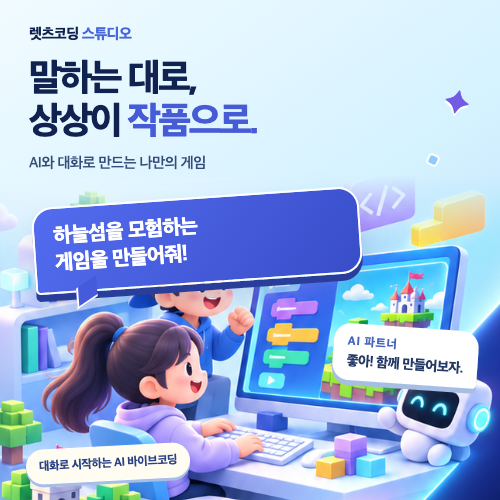 렛츠코딩 스튜디오
말하는 대로,
상상이 작품으로.
AI와 대화로 만드는 나만의 게임
</>
하늘섬을 모험하는
게임을 만들어줘!
AI 파트너
좋아! 함께 만들어보자.
대화로 시작하는 AI 바이브코딩